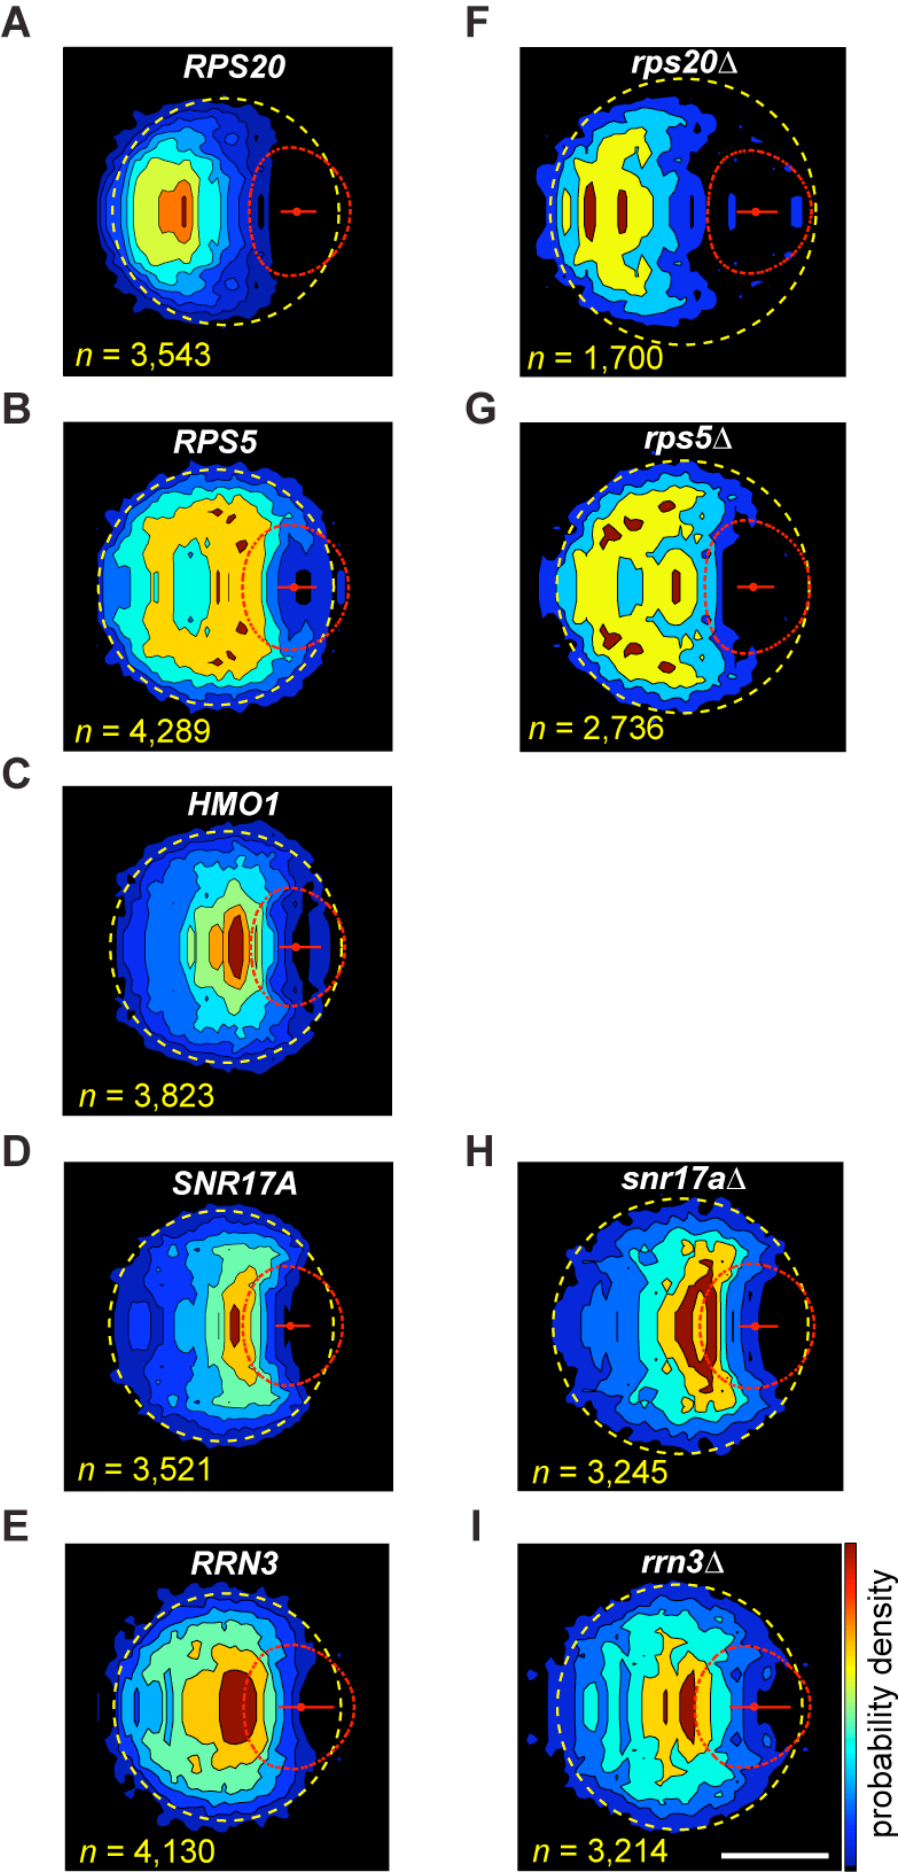 A
RPS20
n = 3,543
F
rps20Δ
n = 1,700
B
RPS5
n = 4,289
G
rps5Δ
n = 2,736
C
HMO1
n = 3,823
D
SNR17A
n = 3,521
H
snr17aΔ
n = 3,245
E
RRN3
n = 4,130
I
rrn3Δ
n = 3,214
probability density